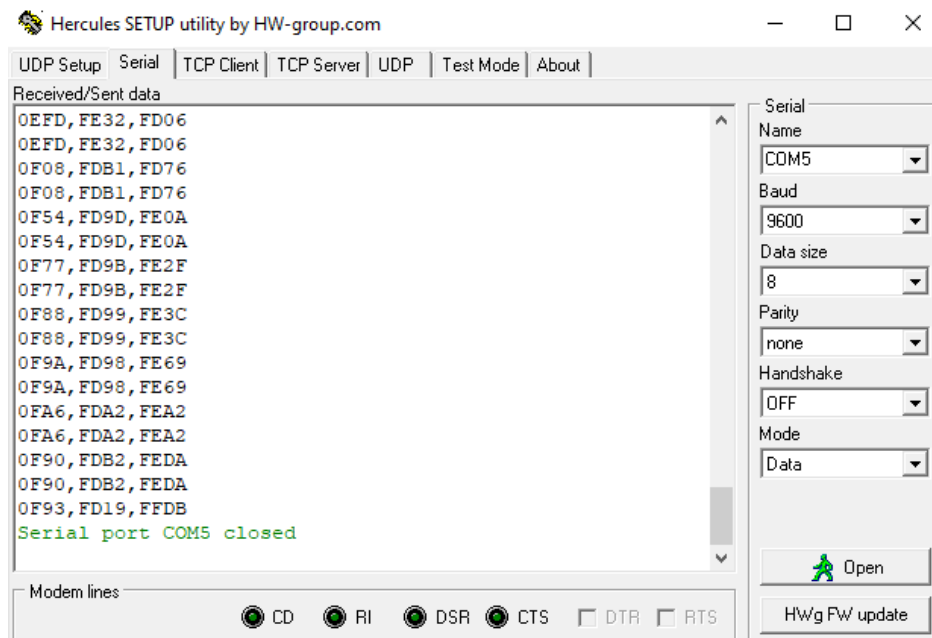 Hercules SETUP utility by HW-group.com
UDP Setup Serial TCP Client TCP Server UDP Test Mode About
Received/Sent data
0EFD,FE32,FD06
0EFD,FE32,FD06
0F08,FDB1,FD76
0F08,FDB1,FD76
0F54,FD9D,FE0A
0F54,FD9D,FE0A
0F77,FD9B,FE2F
0F77,FD9B,FE2F
0F88,FD99,FE3C
0F88,FD99,FE3C
0F9A,FD98,FE69
0F9A,FD98,FE69
0FA6,FDA2,FEA2
0FA6,FDA2,FEA2
0F90,FDB2,FEDA
0F90,FDB2,FEDA
0F93,FD19,FFDB
Serial port COM5 closed
Modem lines
CD RI DSR CTS DTR RTS
Serial
Name
COM5
Baud
9600
Data size
8
Parity
none
Handshake
OFF
Mode
Data
Open
HWg FW update